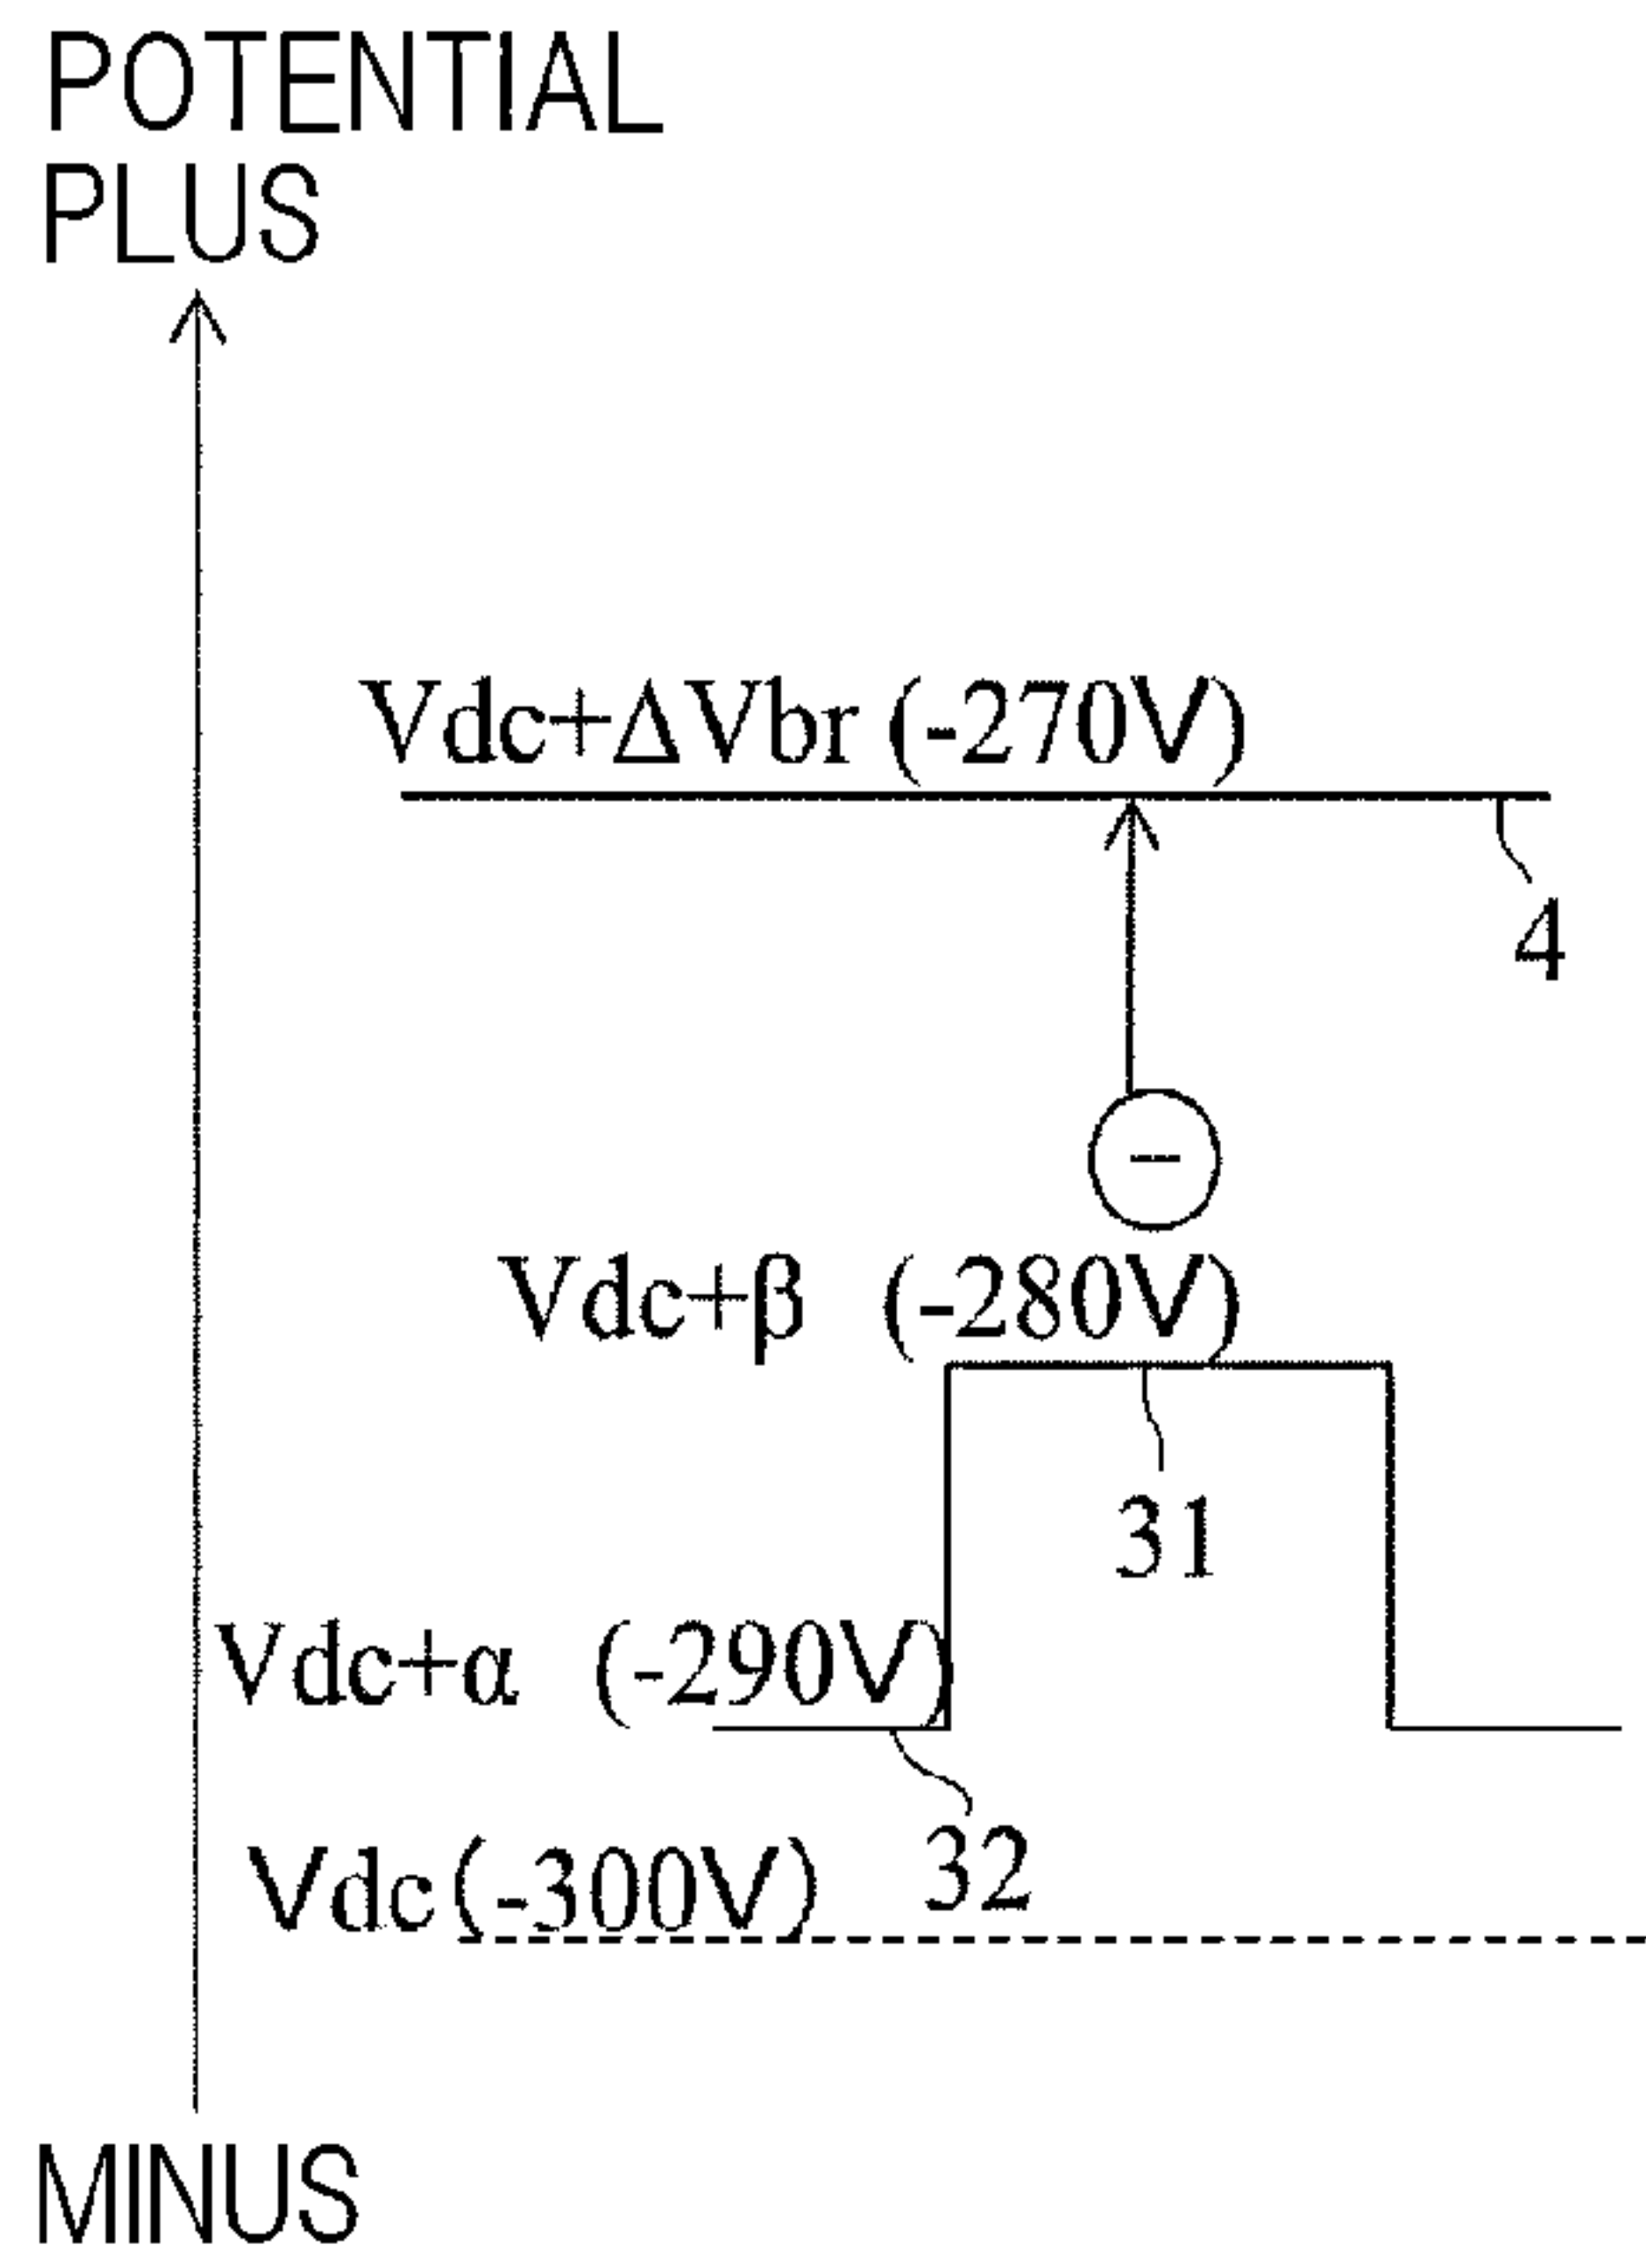 POTENTIAL
PLUS
Vdc+ΔVbr (-270V)
4
−
Vdc+β (-280V)
31
Vdc+α (-290V)
32
Vdc (-300V)
MINUS